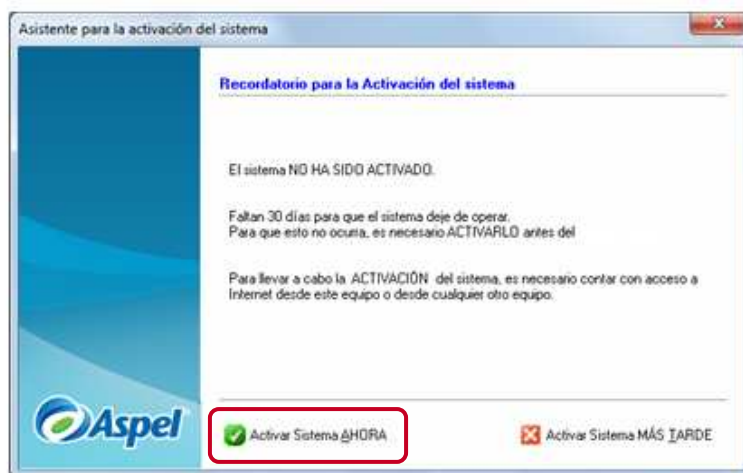 Asistente para la activación del sistema
Recordatorio para la Activación del sistema
El sistema NO HA SIDO ACTIVADO.
Faltan 30 días para que el sistema deje de operar.
Para que esto no ocurra, es necesario ACTIVARLO antes del
Para llevar a cabo la ACTIVACIÓN del sistema, es necesario contar con acceso a
Internet desde este equipo o desde cualquier otro equipo.
Aspel
Activar Sistema AHORA
Activar Sistema MÁS TARDE